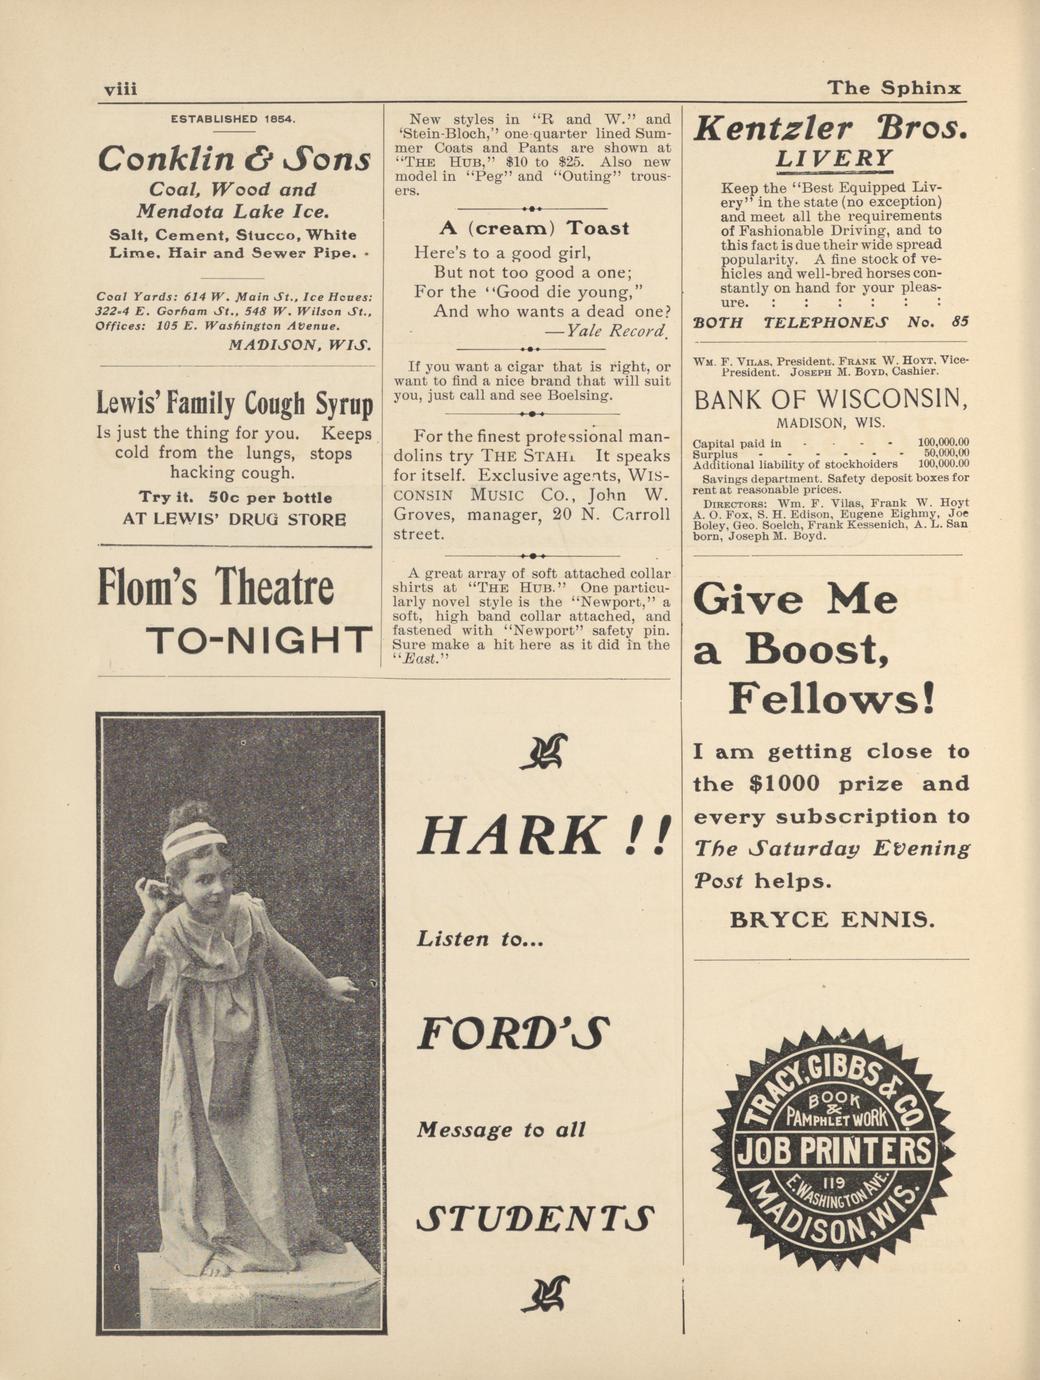 viii
The Sphinx
ESTABLISHED 1854.
Conklin & Sons
Coal, Wood and
Mendota Lake Ice.
Salt, Cement, Stucco, White
Lime. Hair and Sewer Pipe.
Coal Yards: 614 W. Main St., Ice Houes:
322-4 E. Gorham St., 548 W. Wilson St.,
Offices: 105 E. Washington Avenue.
MADISON, WIS.
Lewis' Family Cough Syrup
Is just the thing for you. Keeps
cold from the lungs, stops
hacking cough.
Try it. 50c per bottle
AT LEWIS' DRUG STORE
Flom's Theatre
TO-NIGHT
New styles in "R and W." and
'Stein-Bloch," one-quarter lined Sum-
mer Coats and Pants are shown at
"THE HUB," $10 to $25. Also new
model in "Peg" and "Outing" trous-
ers.
A (cream) Toast
Here's to a good girl,
But not too good a one;
For the "Good die young,"
And who wants a dead one?
—Yale Record.
If you want a cigar that is right, or
want to find a nice brand that will suit
you, just call and see Boelsing.
For the finest professional man-
dolins try THE STAHL It speaks
for itself. Exclusive agents, WIS-
CONSIN MUSIC CO., John W.
Groves, manager, 20 N. Carroll
street.
A great array of soft attached collar
shirts at "THE HUB." One particu-
larly novel style is the "Newport," a
soft, high band collar attached, and
fastened with "Newport" safety pin.
Sure make a hit here as it did in the
"East."
Kentzler Bros.
LIVERY
Keep the "Best Equipped Liv-
ery" in the state (no exception)
and meet all the requirements
of Fashionable Driving, and to
this fact is due their wide spread
popularity. A fine stock of ve-
hicles and well-bred horses con-
stantly on hand for your pleas-
ure. : : : : : :
BOTH TELEPHONES No. 85
WM. F. VILAS, President. FRANK W. HOYT, Vice-
President. JOSEPH M. BOYD, Cashier.
BANK OF WISCONSIN,
MADISON, WIS.
Capital paid in - - - - 100,000.00
Surplus - - - - - - 50,000,00
Additional liability of stockholders 100,000.00
Savings department. Safety deposit boxes for
rent at reasonable prices.
DIRECTORS: Wm. F. Vilas, Frank W. Hoyt
A. O. Fox, S. H. Edison, Eugene Eighmy, Joe
Boley, Geo. Soelch, Frank Kessenich, A. L. San
born, Joseph M. Boyd.
Give Me
a Boost,
Fellows!
I am getting close to
the $1000 prize and
every subscription to
The Saturday Evening
Post helps.
BRYCE ENNIS.
HARK !!
Listen to...
FORD'S
Message to all
STUDENTS
TRACY, GIBBS & CO.
BOOK
&
PAMPHLET WORK
JOB PRINTERS
119
E. WASHINGTON AVE.
MADISON, WIS.